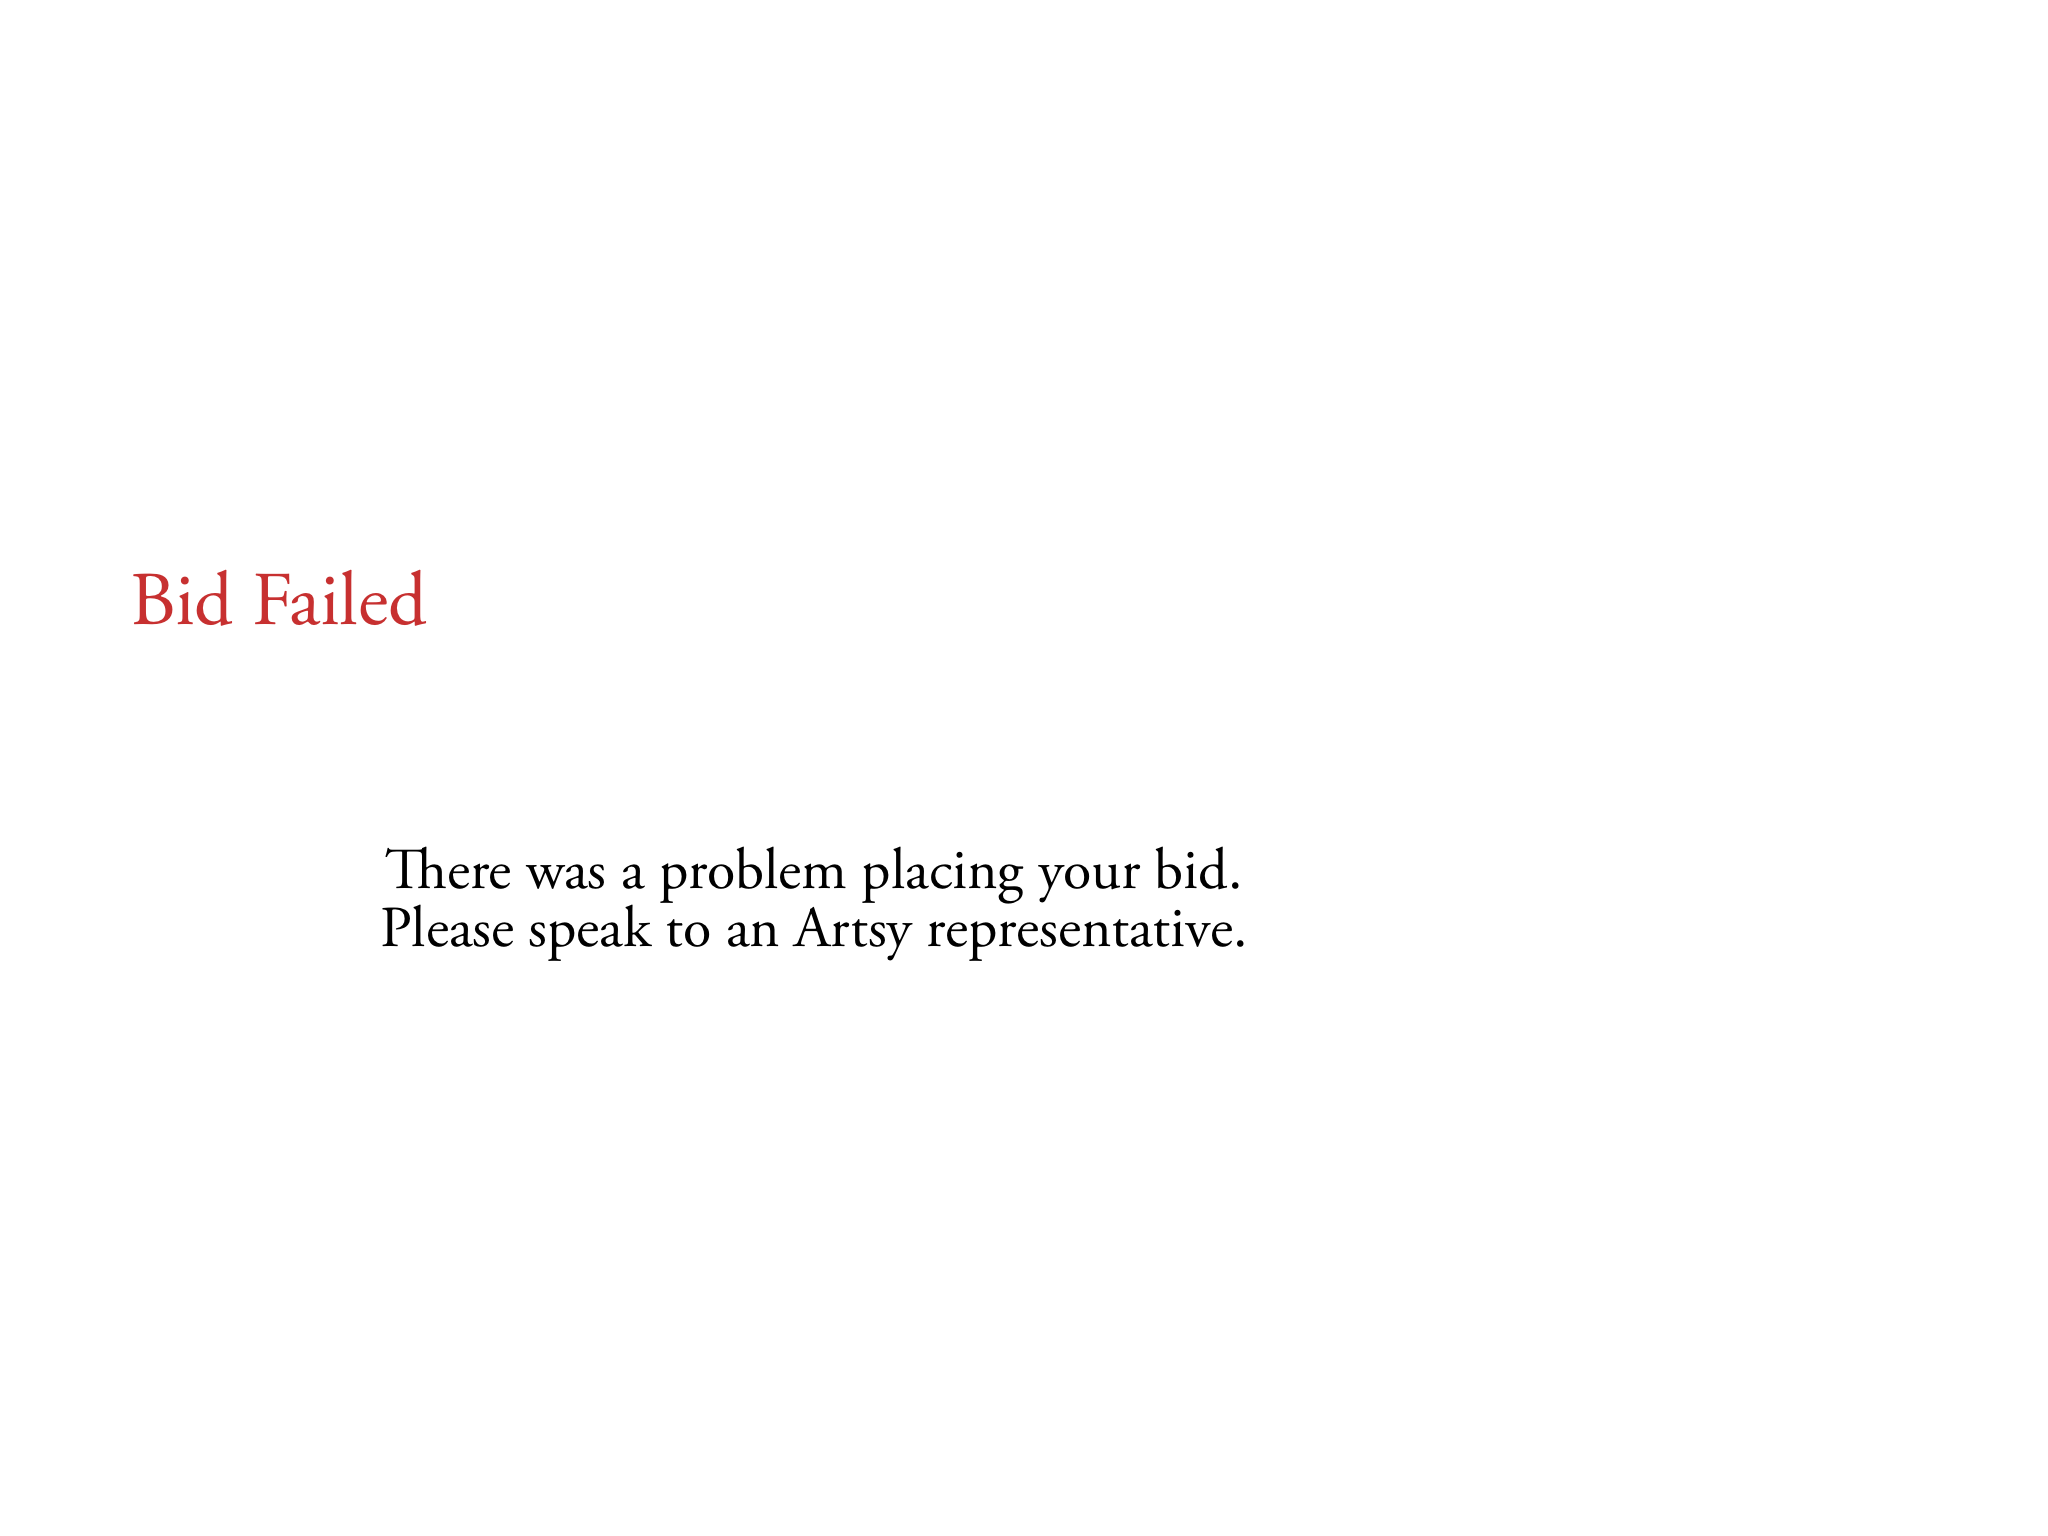 Bid Failed
There was a problem placing your bid.
Please speak to an Artsy representative.